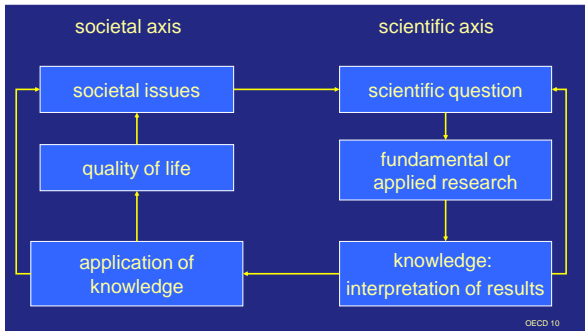 societal axis
scientific axis
societal issues
scientific question
quality of life
fundamental or
applied research
application of
knowledge
knowledge:
interpretation of results
OECD 10